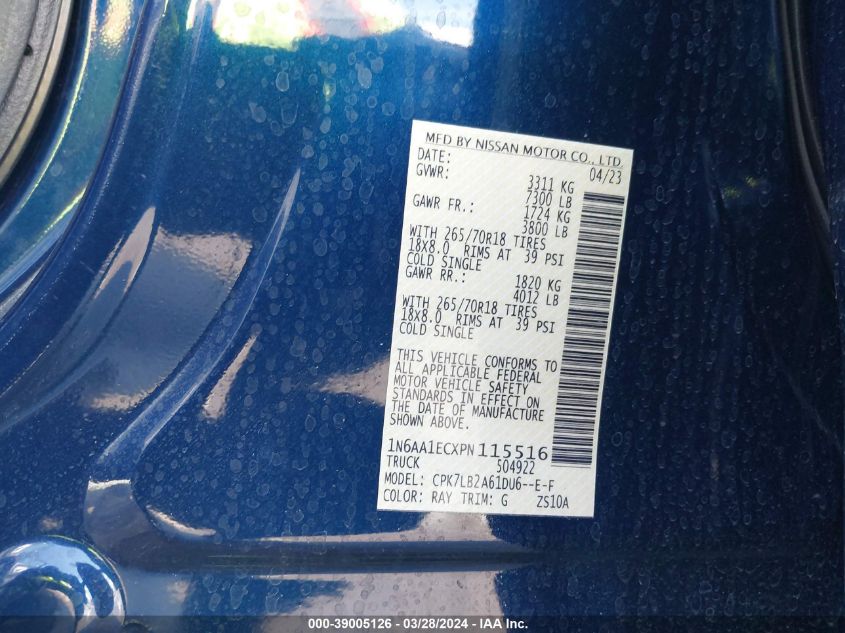 MFD BY NISSAN MOTOR CO., LTD.
DATE: 04/23
GVWR: 3311 KG
7300 LB
GAWR FR.: 1724 KG
3800 LB
WITH 265/70R18 TIRES
18X8.0 RIMS AT 39 PSI
COLD SINGLE
GAWR RR.: 1820 KG
4012 LB
WITH 265/70R18 TIRES
18X8.0 RIMS AT 39 PSI
COLD SINGLE
THIS VEHICLE CONFORMS TO
ALL APPLICABLE FEDERAL
MOTOR VEHICLE SAFETY
STANDARDS IN EFFECT ON
THE DATE OF MANUFACTURE
SHOWN ABOVE.
1N6AA1ECXPN115516
TRUCK S04922
MODEL: CPK7LB2A61DU6--E-F
COLOR: RAY TRIM: G ZS10A
000-39005126 - 03/28/2024 - IAA Inc.